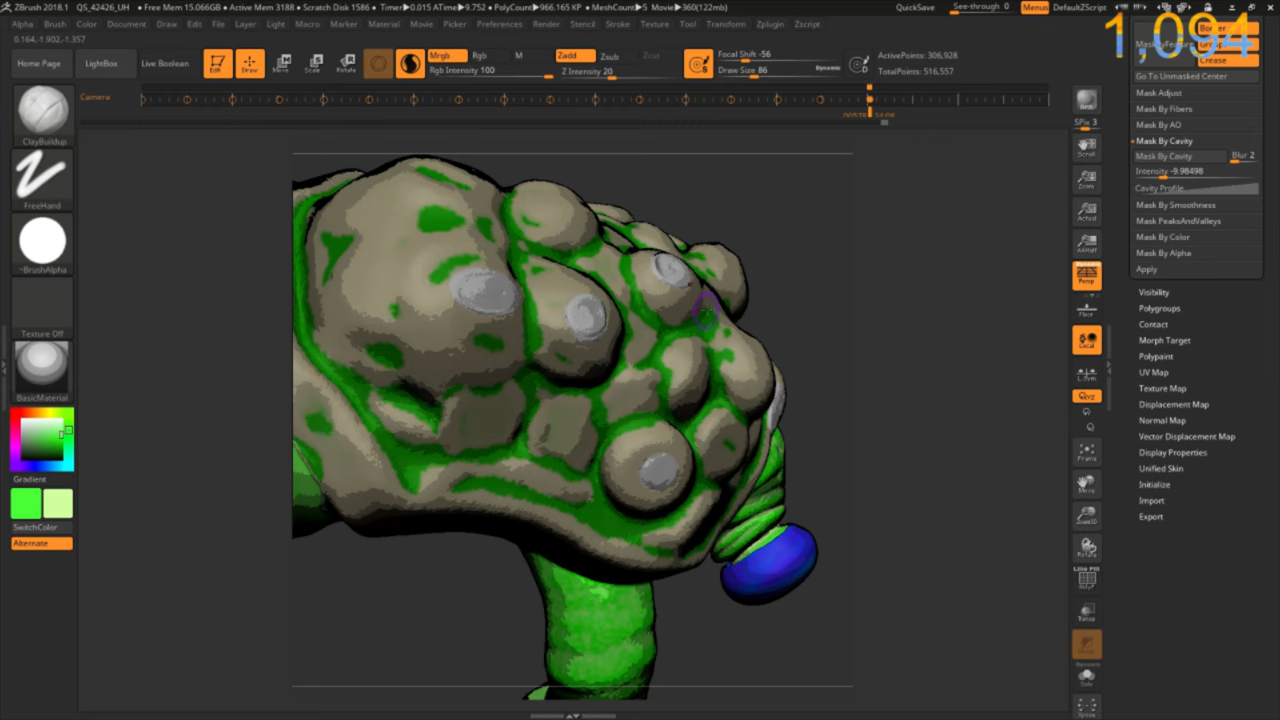 ZBrush 2018.1 QS_42426_UH • Free Mem 15.066GB • Active Mem 3188 • Scratch Disk 1586 • Timer▶0.015 ATime▶9.752 • PolyCount▶966.165 KP • MeshCount▶5 Movie▶360(122mb) QuickSave See-through 0 Menus DefaultZScript
Alpha Brush Color Document Draw Edit File Layer Light Macro Marker Material Movie Picker Preferences Render Stencil Stroke Texture Tool Transform Zplugin Zscript
1,094
0.164,-1.902,-1.357
Home Page LightBox Live Boolean Edit Draw Move Scale Rotate
Mrgb Rgb M
Rgb Intensity 100
Zadd Zsub Zcut
Z Intensity 20
Focal Shift -56
Draw Size 86 Dynamic
ActivePoints: 306,928
TotalPoints: 516,557
Camera
ClayBuildup
FreeHand
~BrushAlpha
Texture Off
BasicMaterial
Gradient
SwitchColor
Alternate
SPix 3
Scroll
Zoom
Actual
AAHalf
Persp
Floor
Local
L.Sym
Frame
Move
Zoom3D
Rotate
Line Fill
Transp
Dynamic
Solo
Xpose
Border
Crease
Go To Unmasked Center
Mask Adjust
Mask By Fibers
Mask By AO
Mask By Cavity
Mask By Cavity Blur 2
Intensity -9.98498
Cavity Profile
Mask By Smoothness
Mask PeaksAndValleys
Mask By Color
Mask By Alpha
Apply
Visibility
Polygroups
Contact
Morph Target
Polypaint
UV Map
Texture Map
Displacement Map
Normal Map
Vector Displacement Map
Display Properties
Unified Skin
Initialize
Import
Export